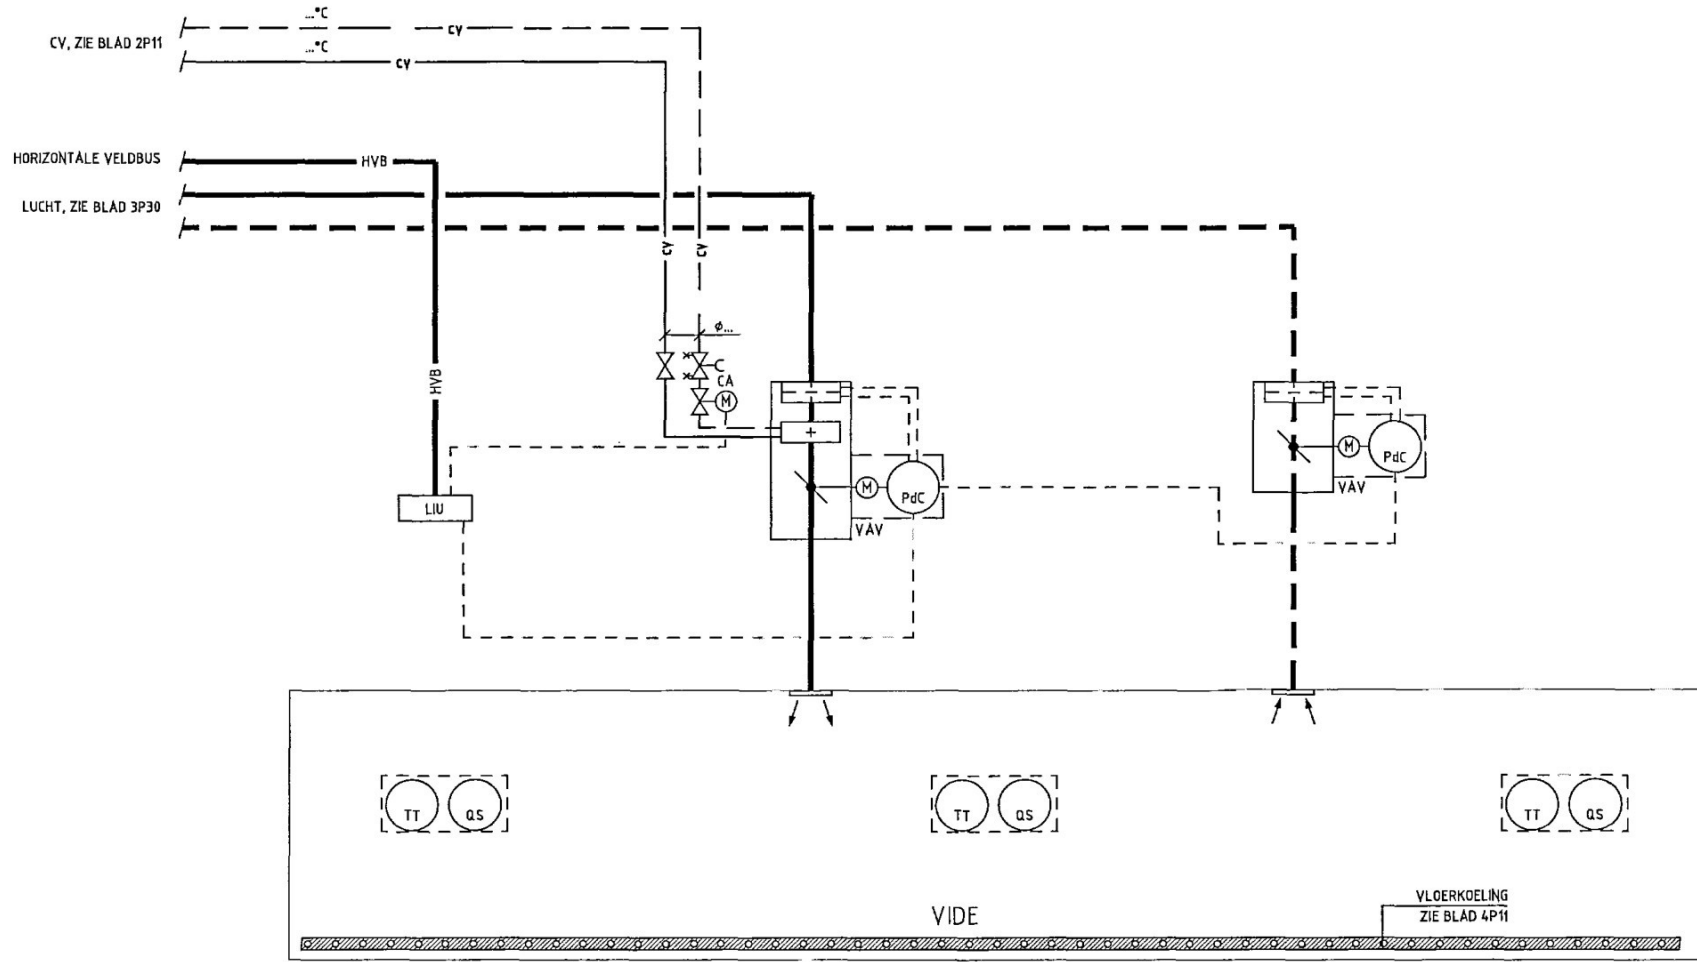 ...°C
CV
CV, ZIE BLAD 2P11
...°C
CV
HORIZONTALE VELDBUS
HVB
LUCHT, ZIE BLAD 3P30
CV
CV
ø...
HVB
CA
M
+
M
PdC
VAV
M
PdC
VAV
LIU
TT
QS
TT
QS
TT
QS
VIDE
VLOERKOELING
ZIE BLAD 4P11